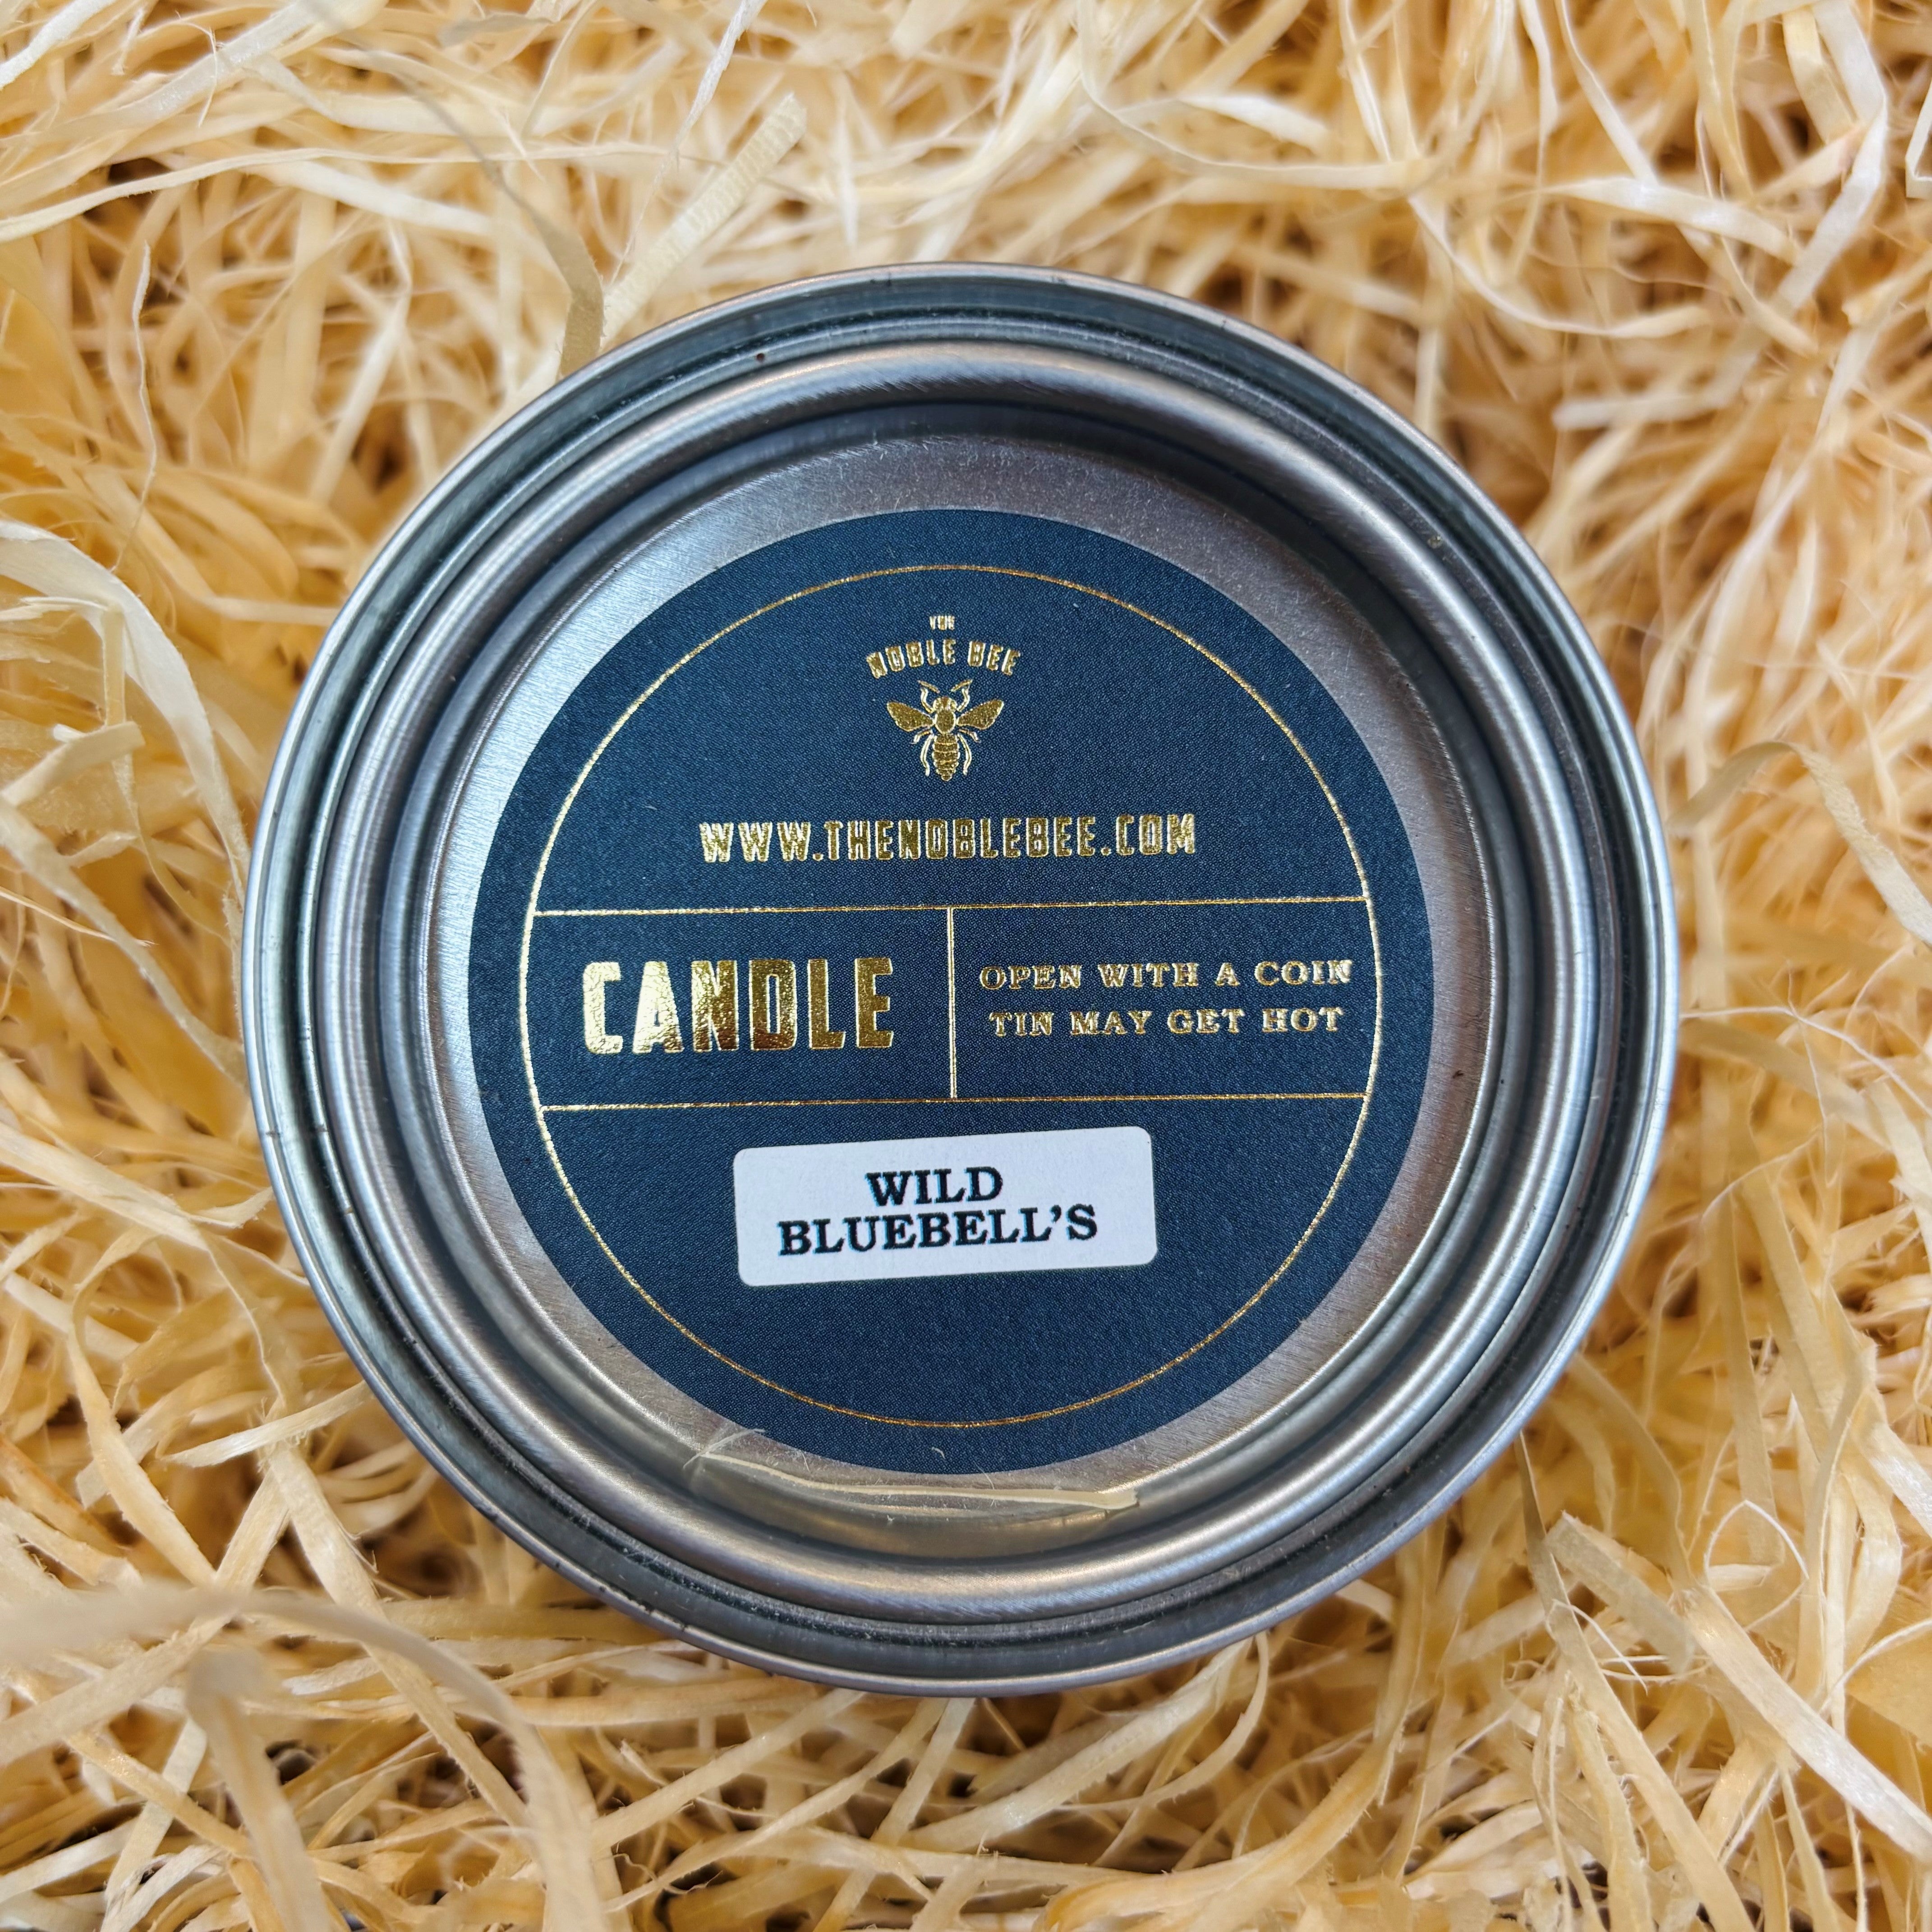 THE
NOBLE BEE
WWW.THENOBLEBEE.COM
CANDLE
OPEN WITH A COIN
TIN MAY GET HOT
WILD
BLUEBELL'S